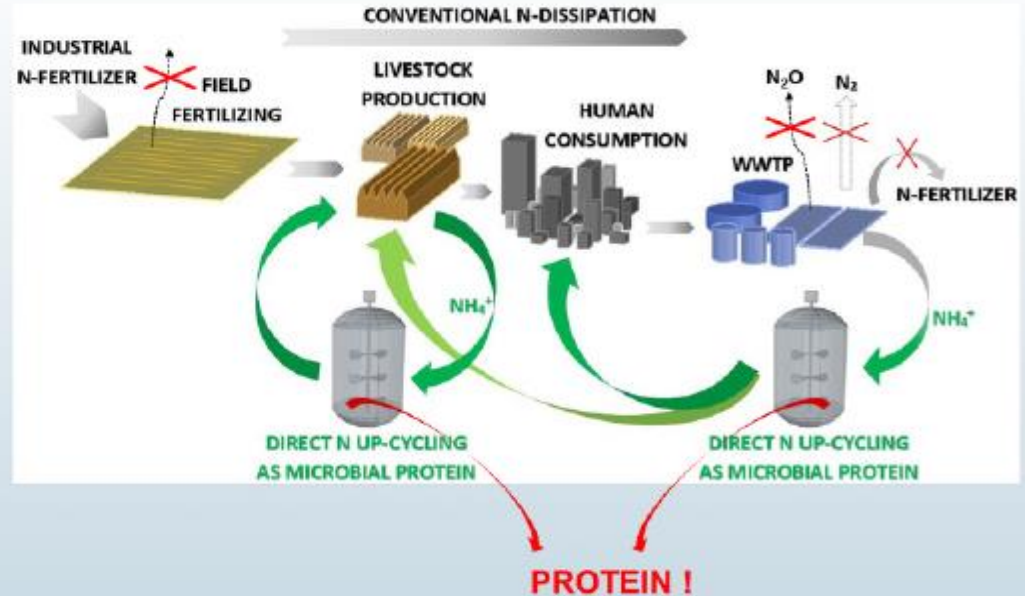 CONVENTIONAL N-DISSIPATION
INDUSTRIAL
N-FERTILIZER
FIELD
FERTILIZING
LIVESTOCK
PRODUCTION
HUMAN
CONSUMPTION
N₂O
N₂
WWTP
N-FERTILIZER
NH₄⁺
NH₄⁺
DIRECT N UP-CYCLING
AS MICROBIAL PROTEIN
DIRECT N UP-CYCLING
AS MICROBIAL PROTEIN
PROTEIN !